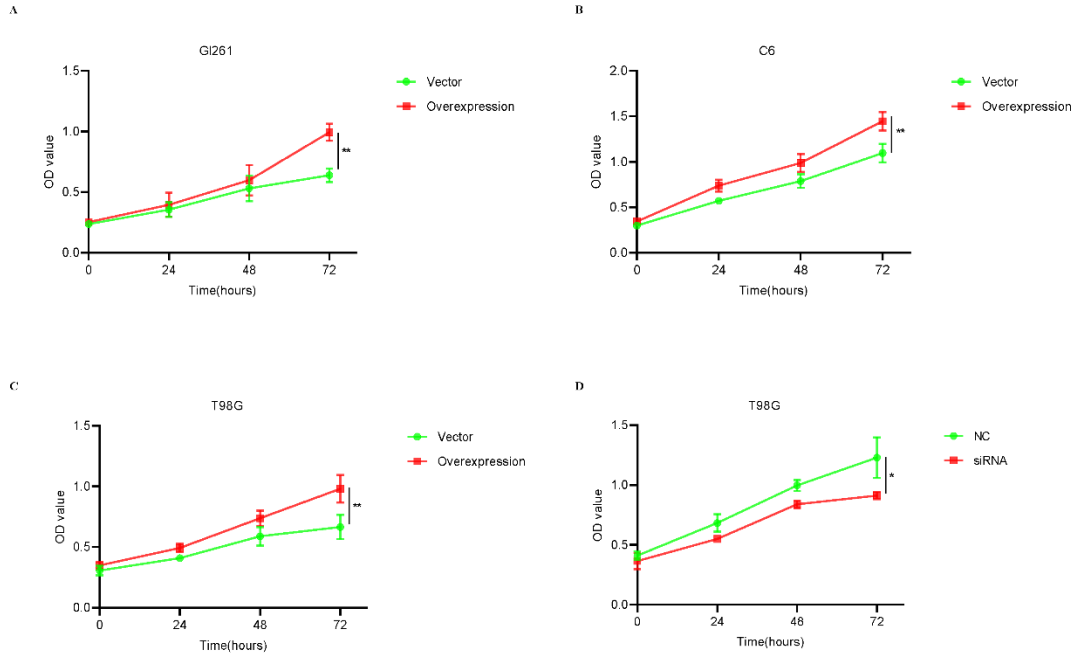 A
Gl261
1.5
1.0
0.5
0.0
OD value
0
24
48
72
Time(hours)
Vector
Overexpression
**
B
C6
2.0
1.5
1.0
0.5
0.0
OD value
0
24
48
72
Time(hours)
Vector
Overexpression
**
C
T98G
1.5
1.0
0.5
0.0
OD value
0
24
48
72
Time(hours)
Vector
Overexpression
**
D
T98G
1.5
1.0
0.5
0.0
OD value
0
24
48
72
Time(hours)
NC
siRNA
*